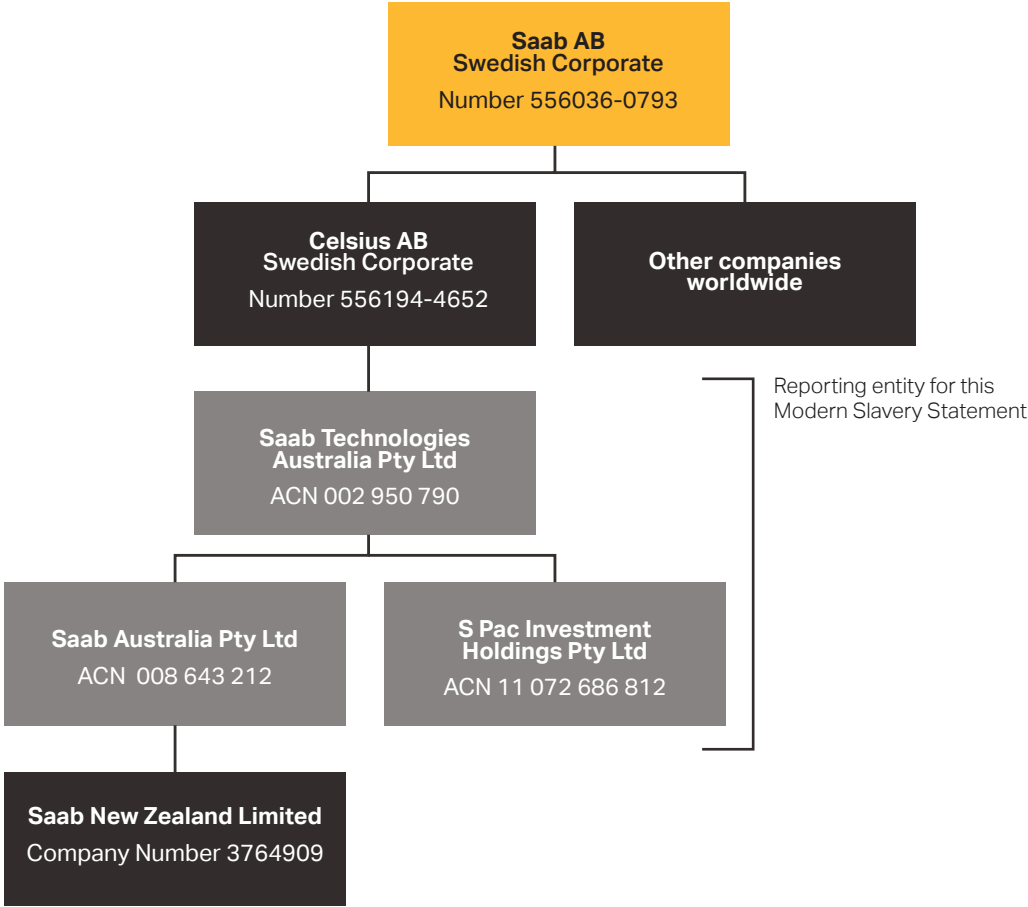 Saab AB
Swedish Corporate
Number 556036-0793
Celsius AB
Swedish Corporate
Number 556194-4652
Other companies
worldwide
Reporting entity for this
Modern Slavery Statement
Saab Technologies
Australia Pty Ltd
ACN 002 950 790
Saab Australia Pty Ltd
ACN 008 643 212
S Pac Investment
Holdings Pty Ltd
ACN 11 072 686 812
Saab New Zealand Limited
Company Number 3764909